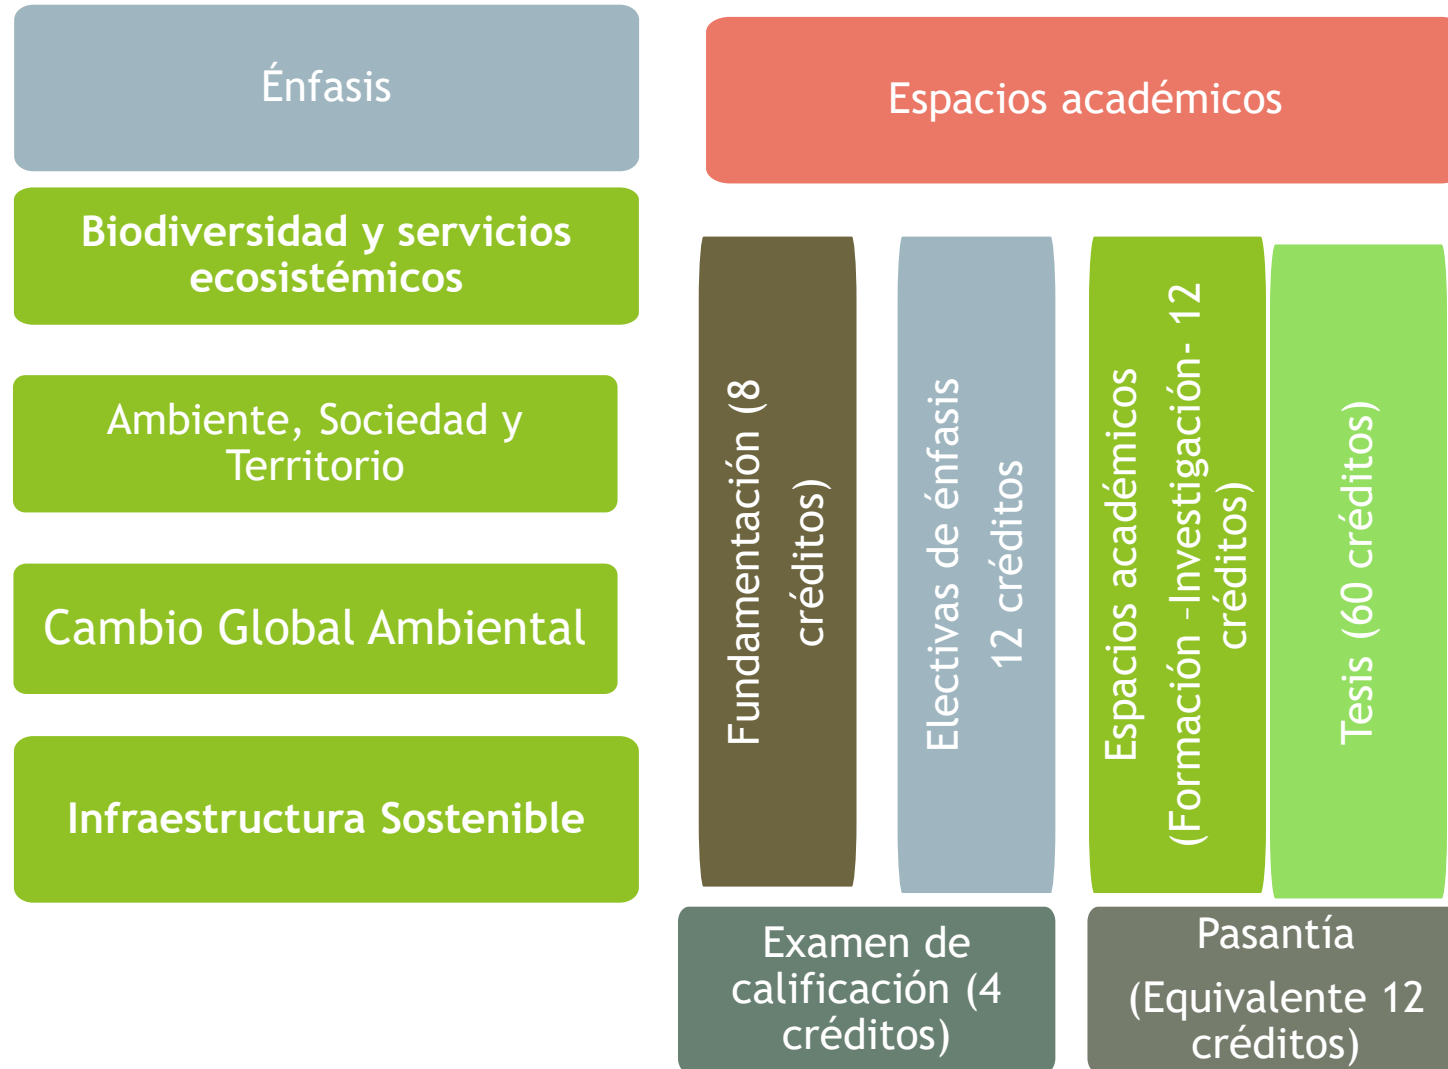 Énfasis
Biodiversidad y servicios
ecosistémicos
Ambiente, Sociedad y
Territorio
Cambio Global Ambiental
Infraestructura Sostenible
Espacios académicos
Fundamentación (8
créditos)
Electivas de énfasis
12 créditos
Espacios académicos
(Formación -Investigación- 12
créditos)
Tesis (60 créditos)
Examen de
calificación (4
créditos)
Pasantía
(Equivalente 12
créditos)